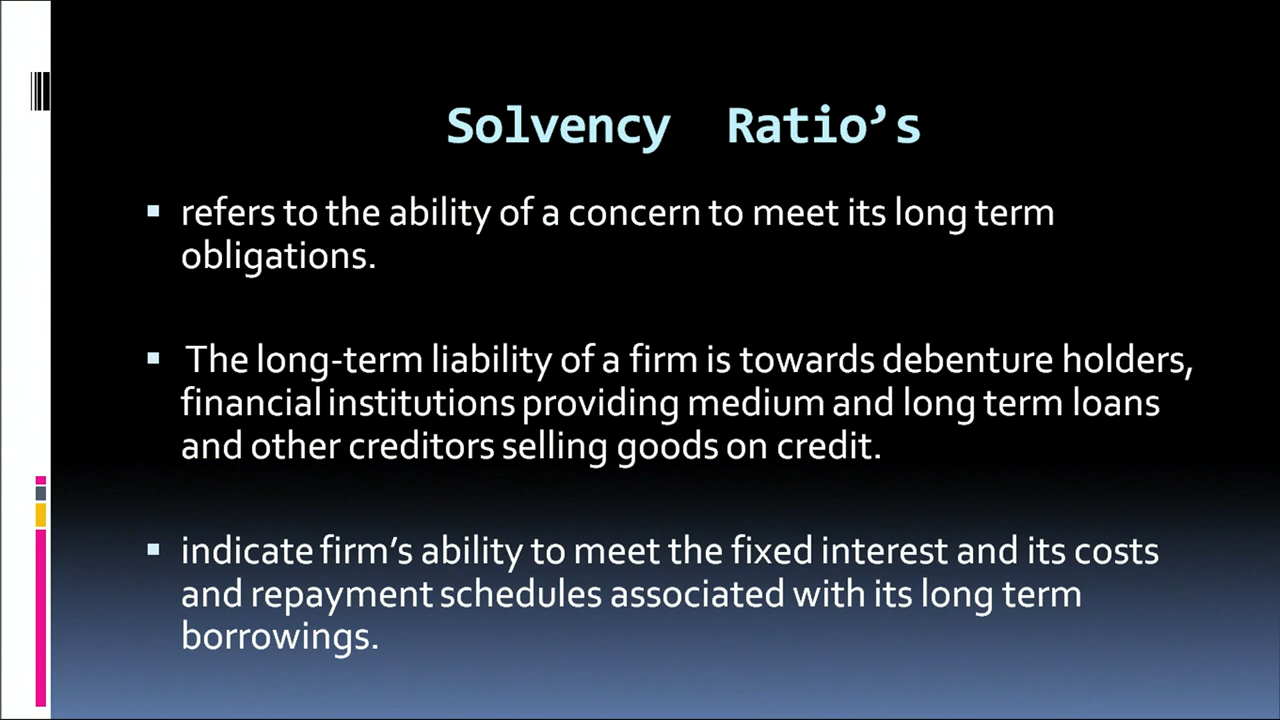 Solvency Ratio’s
refers to the ability of a concern to meet its long term
obligations.
The long-term liability of a firm is towards debenture holders,
financial institutions providing medium and long term loans
and other creditors selling goods on credit.
indicate firm’s ability to meet the fixed interest and its costs
and repayment schedules associated with its long term
borrowings.